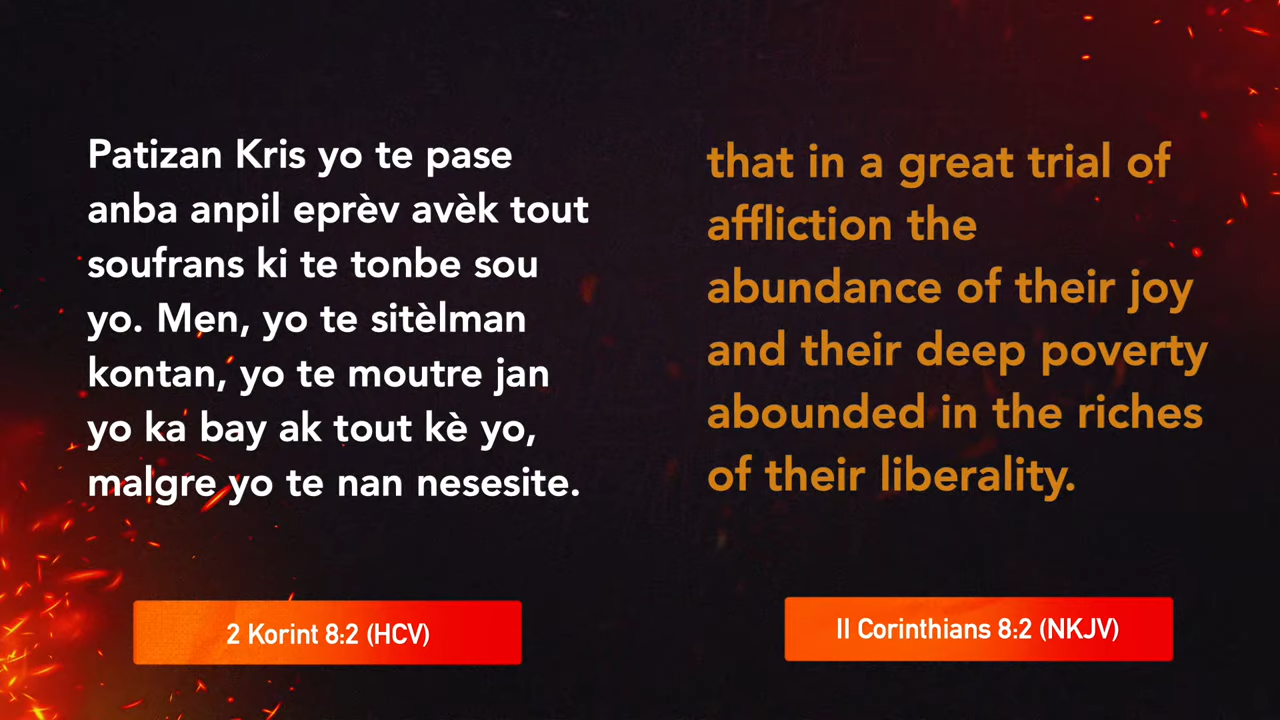 Patizan Kris yo te pase
anba anpil eprèv avèk tout
soufrans ki te tonbe sou
yo. Men, yo te sitèlman
kontan, yo te moutre jan
yo ka bay ak tout kè yo,
malgre yo te nan nesesite.
2 Korint 8:2 (HCV)
that in a great trial of
affliction the
abundance of their joy
and their deep poverty
abounded in the riches
of their liberality.
II Corinthians 8:2 (NKJV)